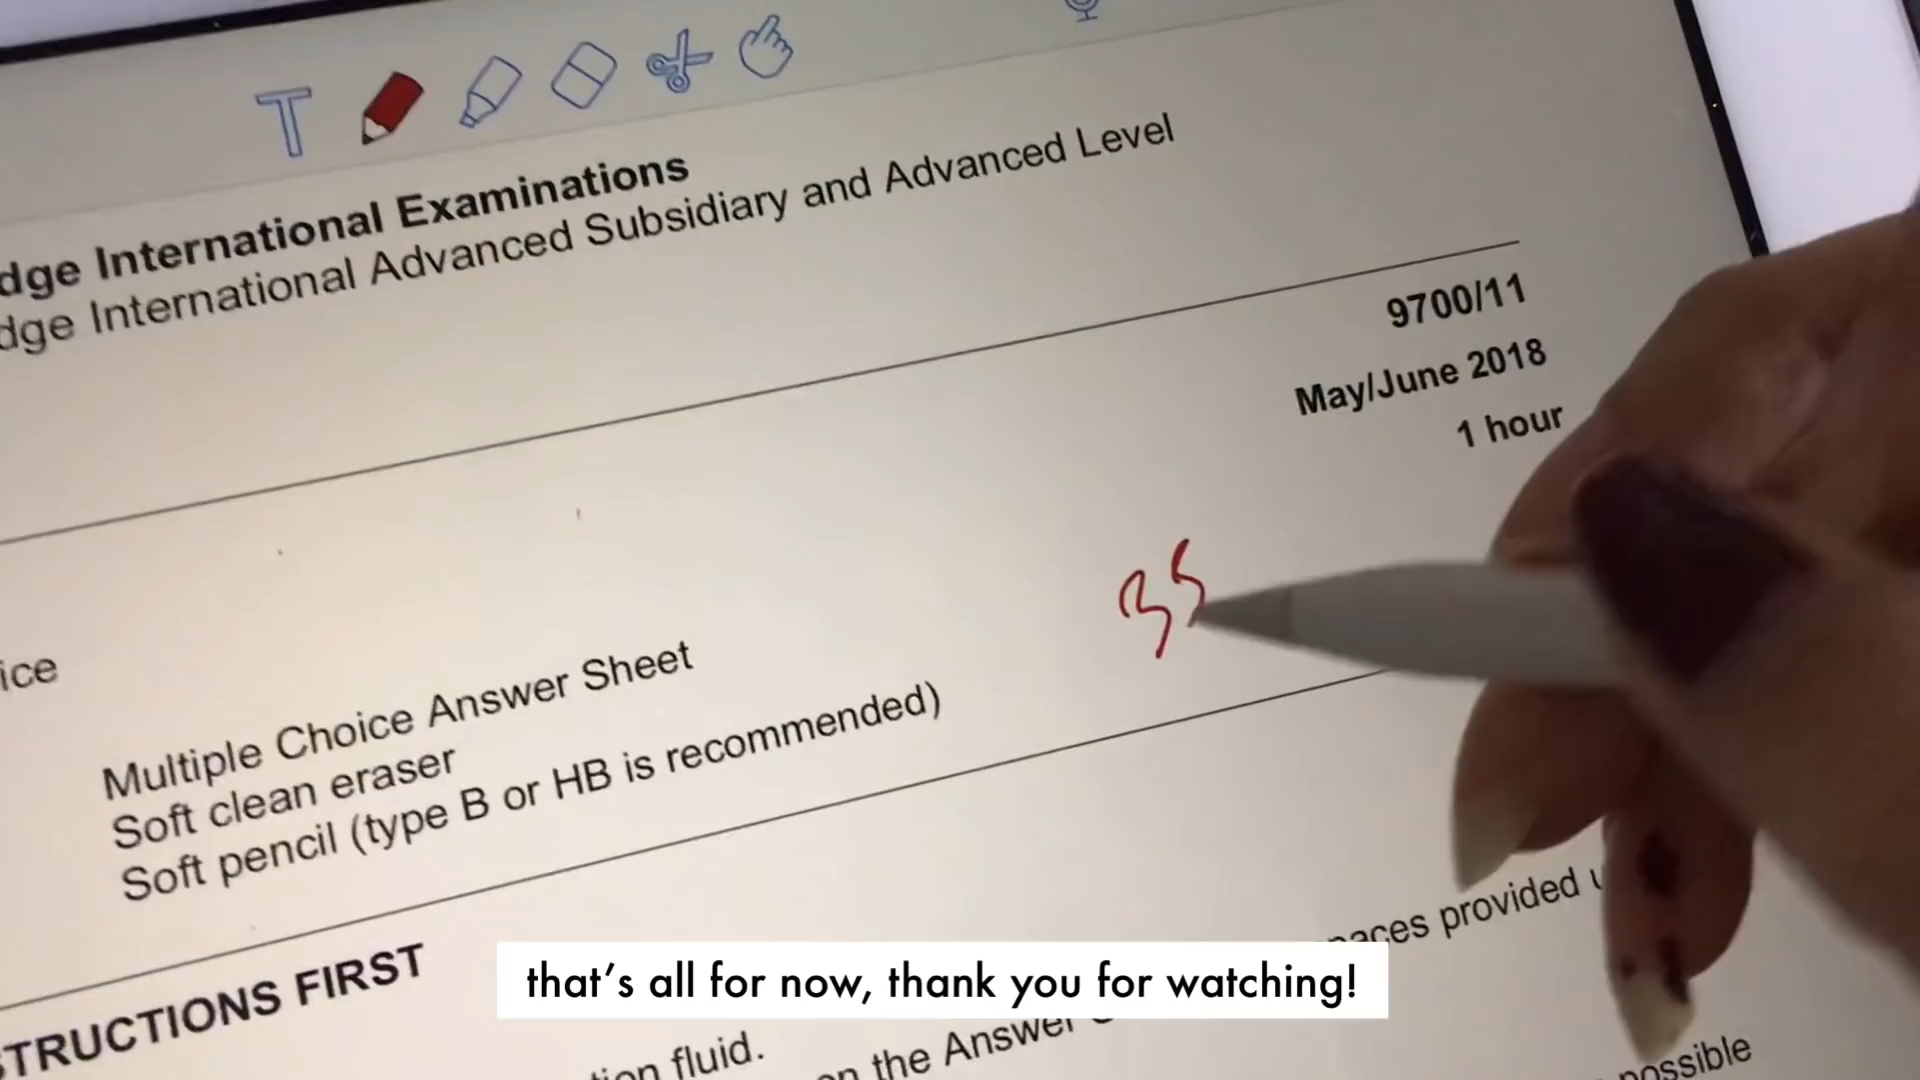 dge International Examinations
dge International Advanced Subsidiary and Advanced Level
9700/11
May/June 2018
1 hour
35
ice
Multiple Choice Answer Sheet
Soft clean eraser
Soft pencil (type B or HB is recommended)
STRUCTIONS FIRST
aces provided
tion fluid.
on the Answer
possible
that's all for now, thank you for watching!